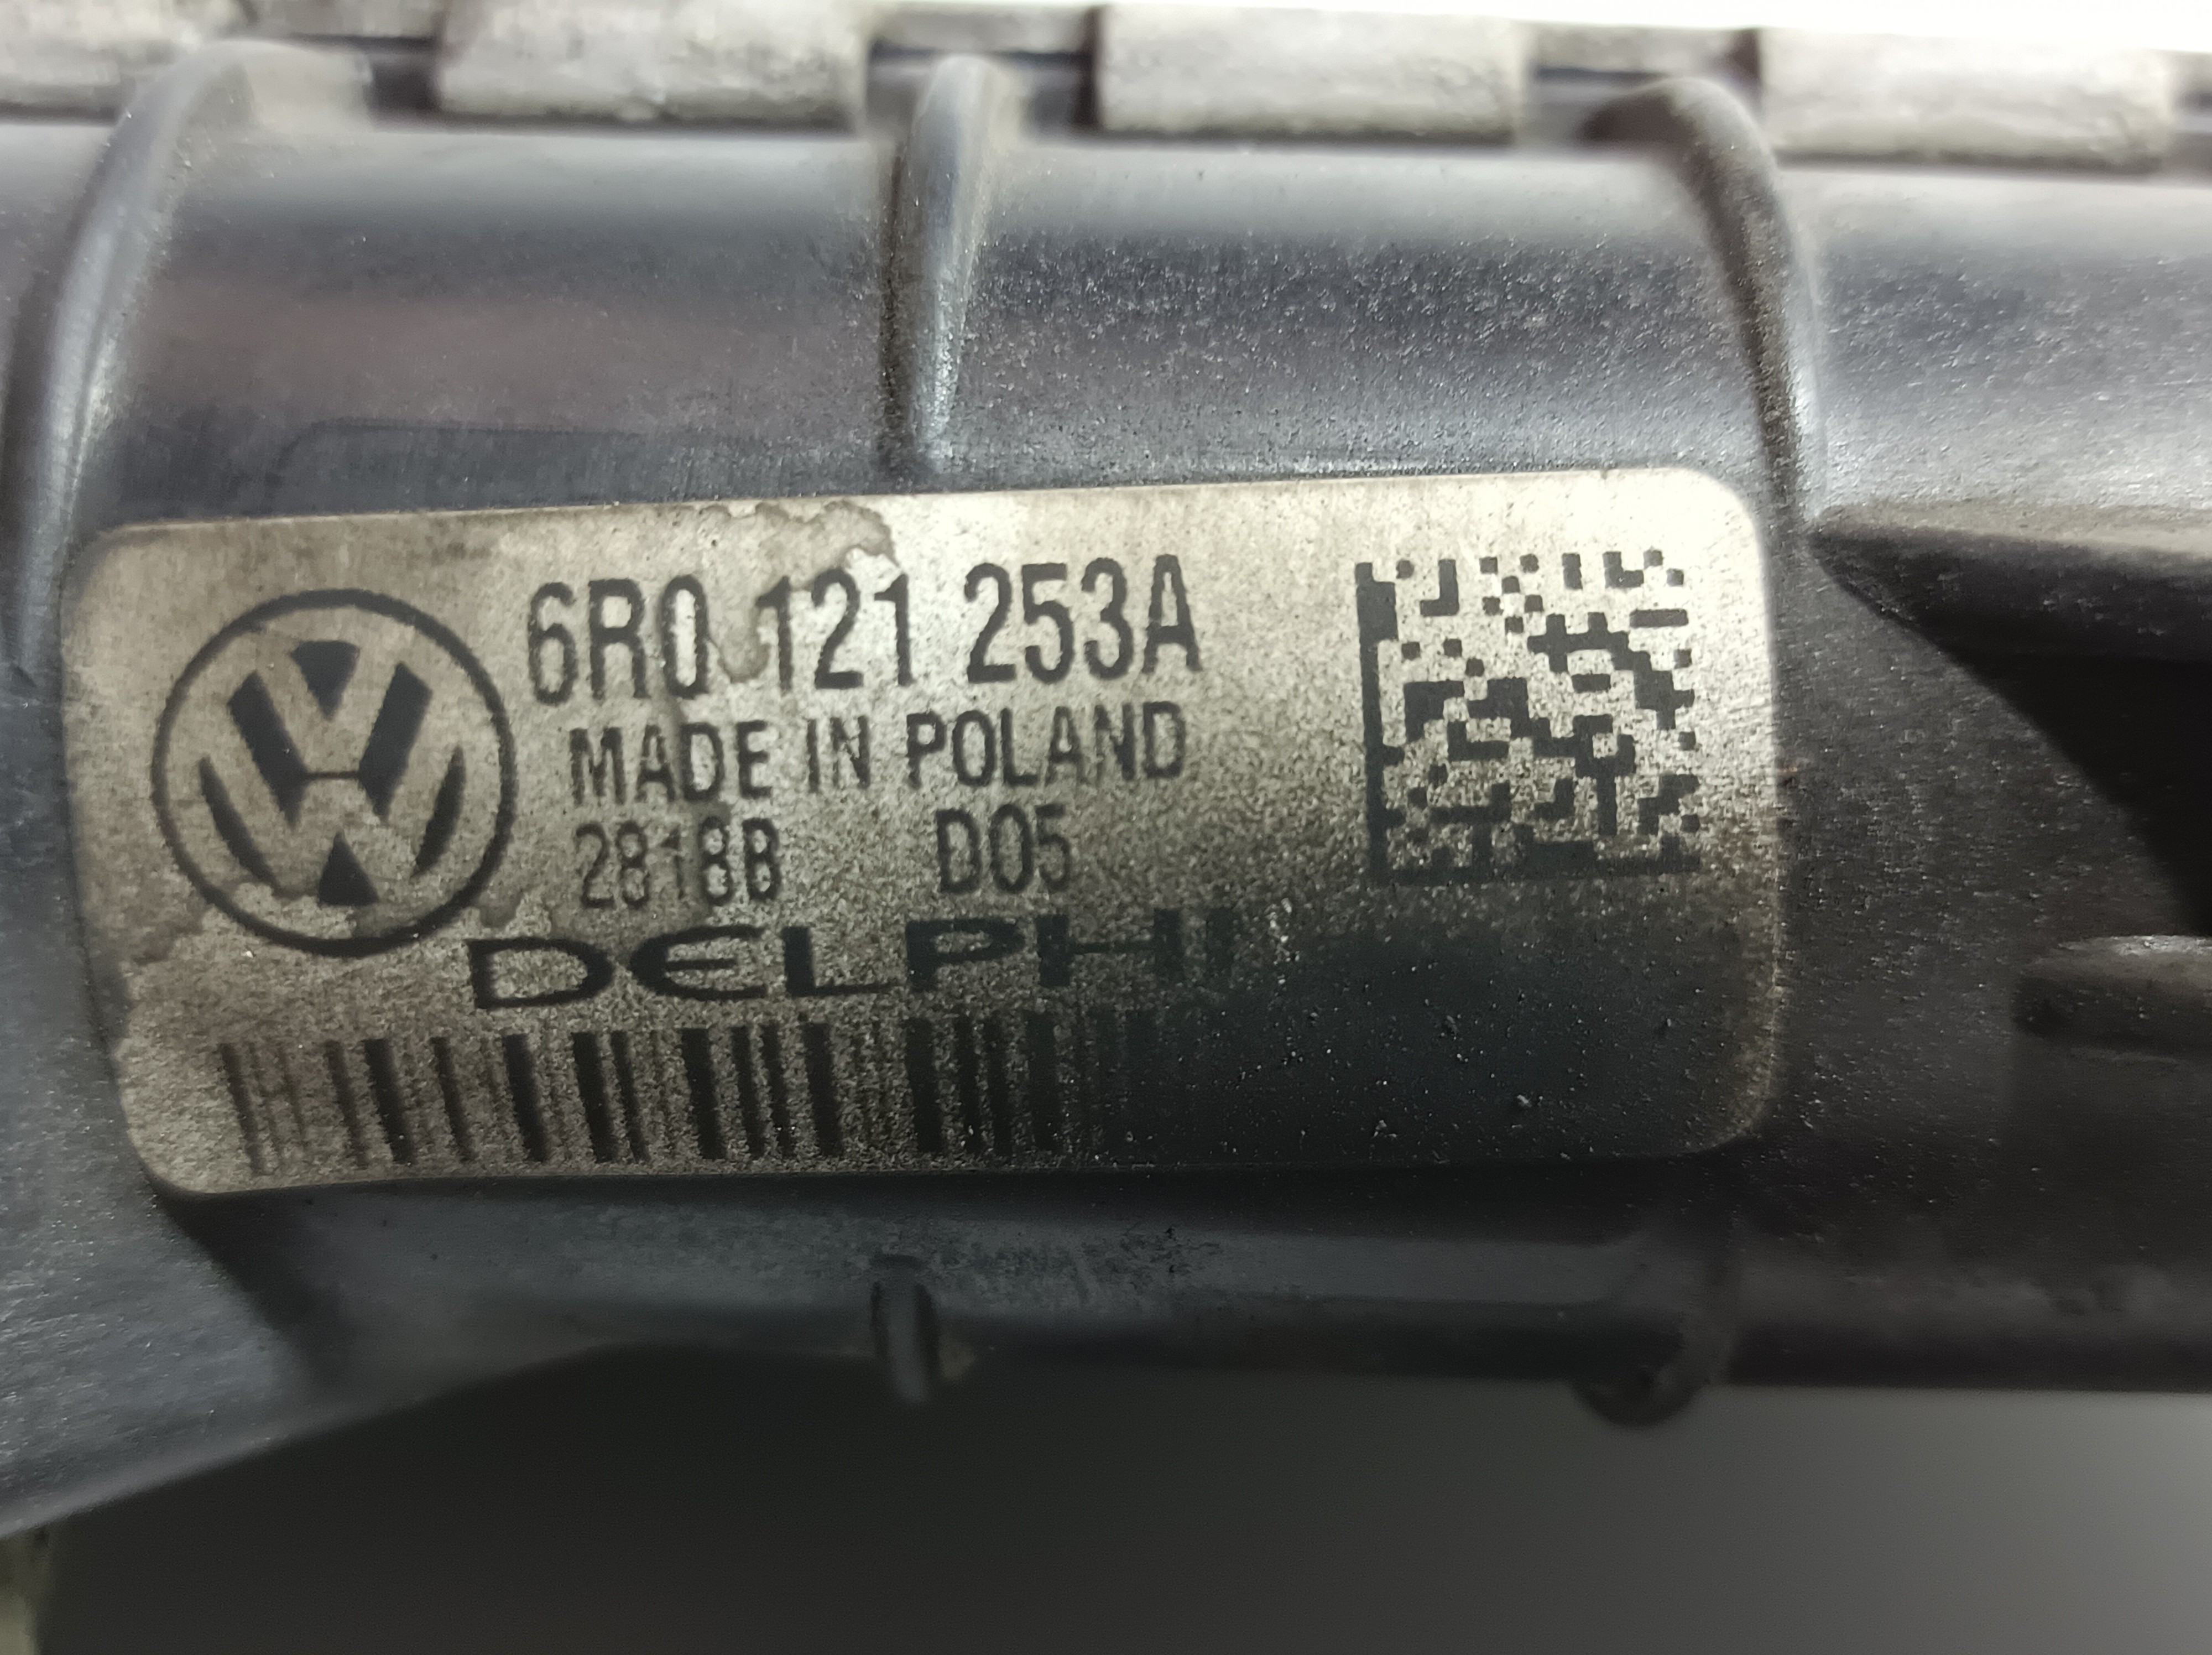 6R0 121 253A
MADE IN POLAND
2818B D05
DELPHI